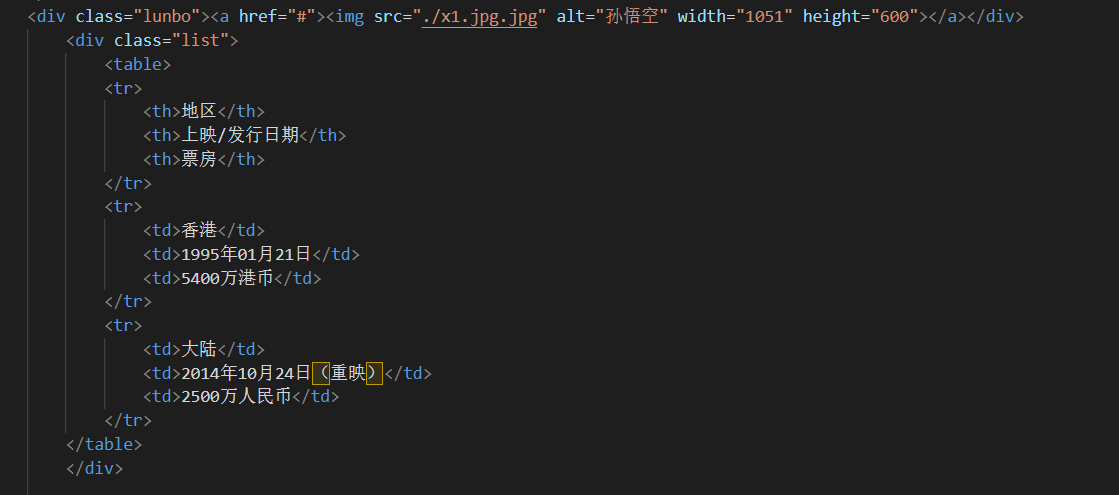 <div class="lunbo"><a href="#"><img src="./x1.jpg.jpg" alt="孙悟空" width="1051" height="600"></a></div>
<div class="list">
<table>
<tr>
<th>地区</th>
<th>上映/发行日期</th>
<th>票房</th>
</tr>
<tr>
<td>香港</td>
<td>1995年01月21日</td>
<td>5400万港币</td>
</tr>
<tr>
<td>大陆</td>
<td>2014年10月24日（重映）</td>
<td>2500万人民币</td>
</tr>
</table>
</div>